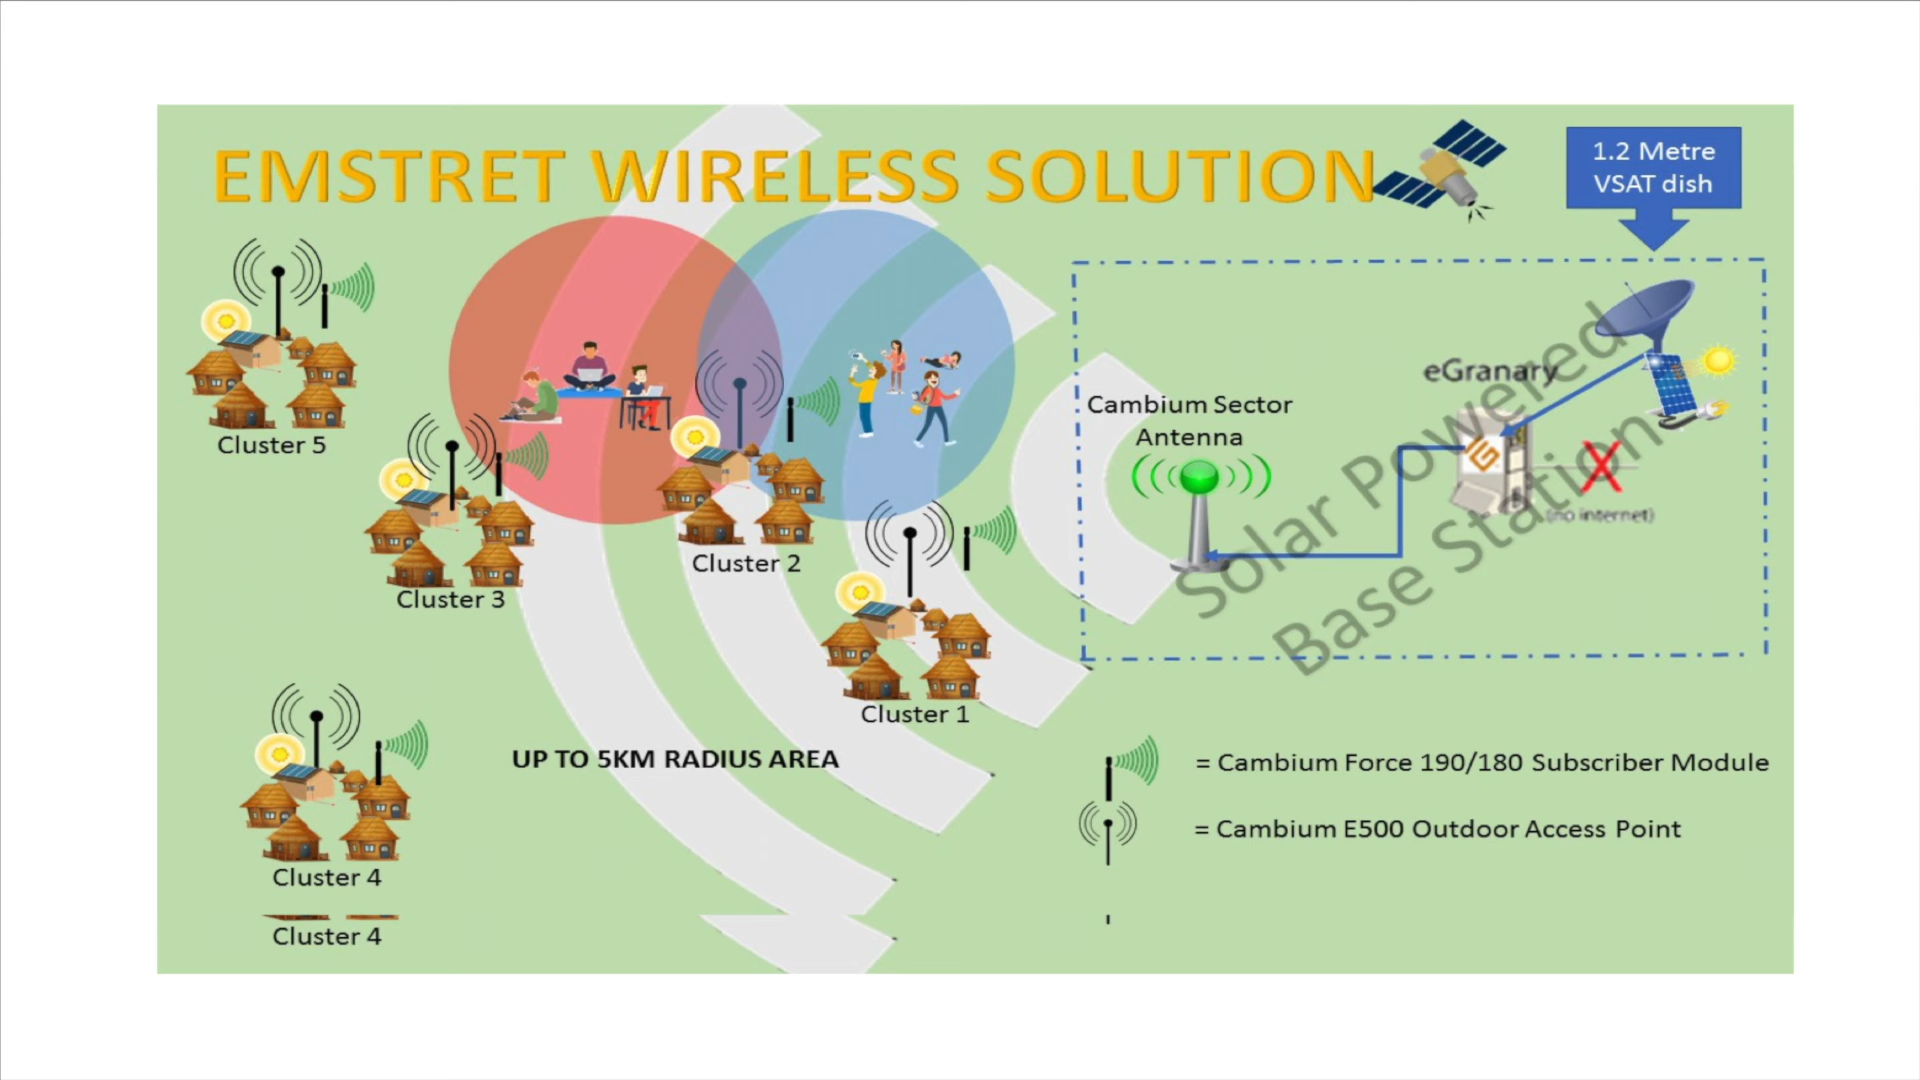 EMSTRET WIRELESS SOLUTION
1.2 Metre
VSAT dish
Cluster 5
Cluster 3
Cluster 2
Cluster 1
Cambium Sector
Antenna
eGranary
(no internet)
Solar Powered
Base Station
UP TO 5KM RADIUS AREA
= Cambium Force 190/180 Subscriber Module
= Cambium E500 Outdoor Access Point
Cluster 4
Cluster 4